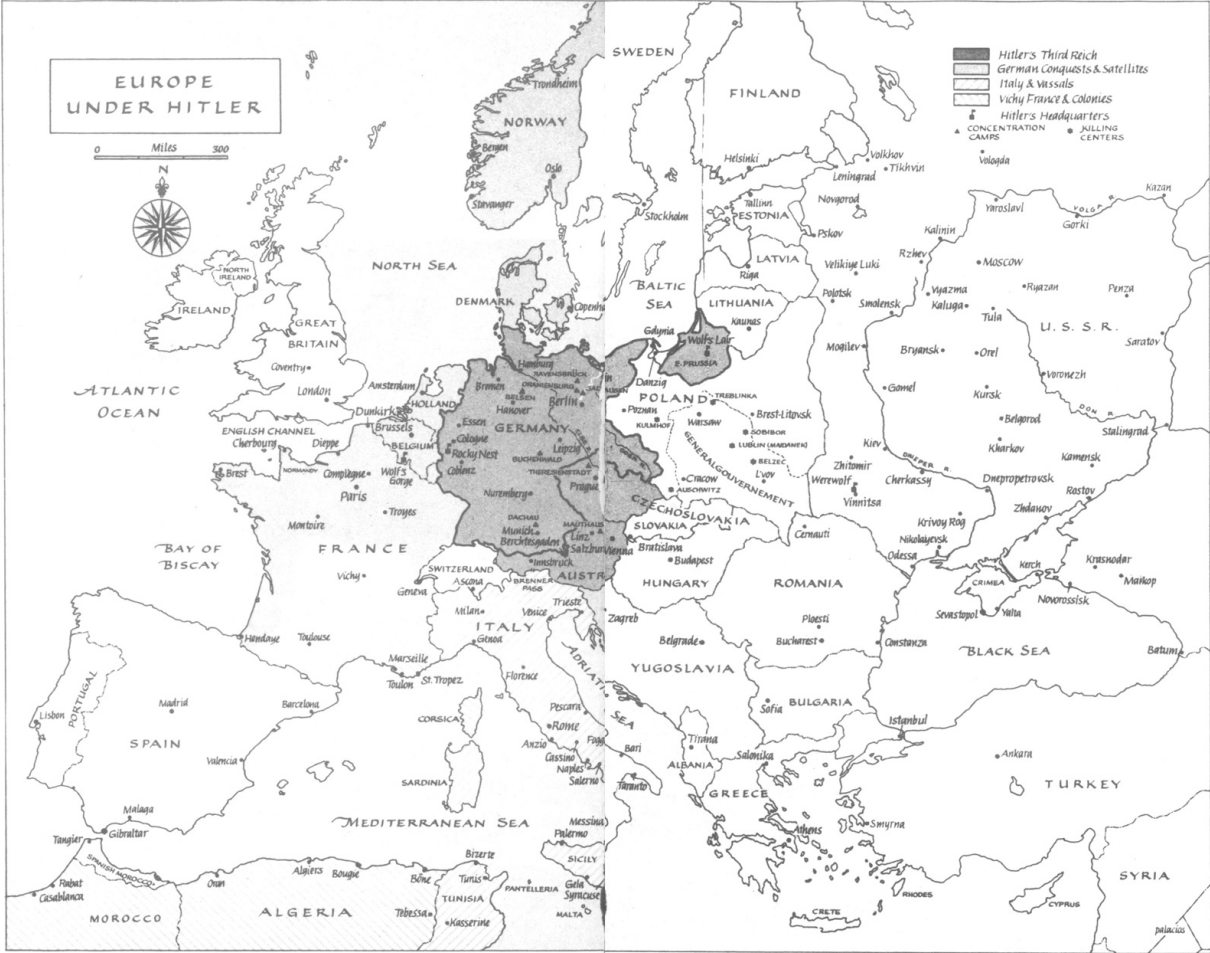 EUROPE
UNDER HITLER
Miles
0 300
N
Hitler's Third Reich
German Conquests & Satellites
Italy & Vassals
Vichy France & Colonies
Hitler's Headquarters
CONCENTRATION CAMPS
KILLING CENTERS
SWEDEN
FINLAND
Trondheim
NORWAY
Bergen
Oslo
Stavanger
Helsinki
Volkhov
Tikhvin
Vologda
Leningrad
Tallinn
ESTONIA
Novgorod
Stockholm
Pskov
Yaroslavl
VOLGA R.
Kazan
Gorki
Kalinin
NORTH SEA
LATVIA
Riga
Velikiye Luki
Rzhev
MOSCOW
NORTH IRELAND
IRELAND
GREAT BRITAIN
DENMARK
Copenh
BALTIC SEA
LITHUANIA
Kaunas
Polotsk
Smolensk
Vyazma
Kaluga
Ryazan
Penza
Tula
U.S.S.R.
Saratov
Gdynia
Wolf's Lair
E. PRUSSIA
Danzig
Mogilev
Bryansk
Orel
Coventry
London
ATLANTIC OCEAN
Amsterdam
HOLLAND
Hamburg
Bremen
RAVENSBRÜCK
ORANIENBURG
BELSEN
Hanover
Berlin
in
POLAND
Poznan
KULMHOF
TREBLINKA
Warsaw
Brest-Litovsk
SOBIBOR
LUBLIN (MAIDANEK)
BELZEC
L'vov
GENERALGOUVERNEMENT
Gomel
Kursk
Voronezh
DON R.
Belgorod
Stalingrad
Dunkirk
Brussels
BELGIUM
Essen
GERMANY
Cologne
Rocky Nest
Coblenz
Leipzig
BUCHENWALD
THERESIENSTADT
ODER R.
ENGLISH CHANNEL
Cherbourg
Dieppe
NORMANDY
Brest
Compiègne
Paris
Wolf's Gorge
Troyes
Montoire
Prague
Nuremberg
Cracow
AUSCHWITZ
Kiev
DNEPER R.
Kharkov
Kamensk
Zhitomir
Werewolf
Vinnitsa
Cherkassy
Dnepropetrovsk
Rostov
Zhdanov
Krivoy Rog
Nikolayevsk
Odessa
CZECHOSLOVAKIA
SLOVAKIA
Bratislava
Cernauti
DACHAU
Munich
Berchtesgaden
MAUTHAUS
Linz
Salzbur
Vienna
Innsbruck
AUSTR
BAY OF BISCAY
FRANCE
Vichy
SWITZERLAND
Geneva
Ascona
BRENNER PASS
Budapest
HUNGARY
ROMANIA
CRIMEA
Kerch
Krasnodar
Maikop
Novorossisk
Sevastopol
Yalta
Milan
Venice
Trieste
Zagreb
ITALY
Genoa
Ploesti
Bucharest
Constanza
Belgrade
YUGOSLAVIA
BLACK SEA
Batum
Hendaye
Toulouse
Marseille
Toulon
St. Tropez
Florence
ADRIATI
SEA
PORTUGAL
Lisbon
Madrid
SPAIN
Barcelona
Valencia
Malaga
Gibraltar
CORSICA
SARDINIA
Pescara
Rome
Anzio
Cassino
Fogg
Naples
Salerno
Bari
Taranto
Sofia
BULGARIA
Tirana
ALBANIA
Salonika
GREECE
Istanbul
Ankara
TURKEY
Athens
Smyrna
MEDITERRANEAN SEA
Messina
Palermo
SICILY
Gela
Syracuse
PANTELLERIA
MALTA
Tangier
SPANISH MOROCCO
Rabat
Casablanca
MOROCCO
Oran
Algiers
Bougie
Bône
ALGERIA
Tebessa
Bizerte
Tunis
TUNISIA
Kasserine
CRETE
RHODES
CYPRUS
SYRIA
palacios